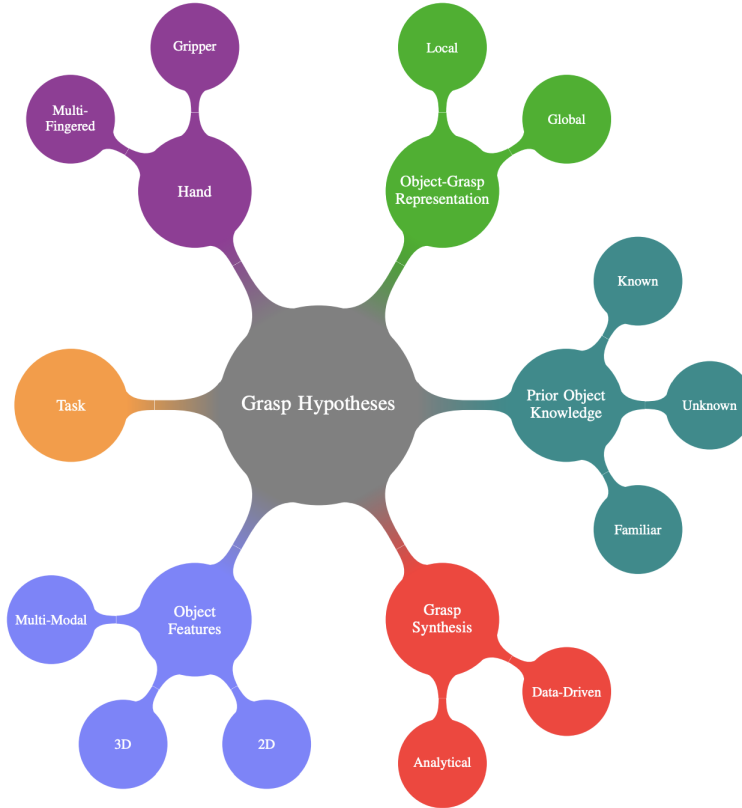 Gripper
Local
Multi-
Fingered
Global
Hand
Object-Grasp
Representation
Known
Task
Grasp Hypotheses
Prior Object
Knowledge
Unknown
Familiar
Multi-Modal
Object
Features
Grasp
Synthesis
Data-Driven
3D
2D
Analytical